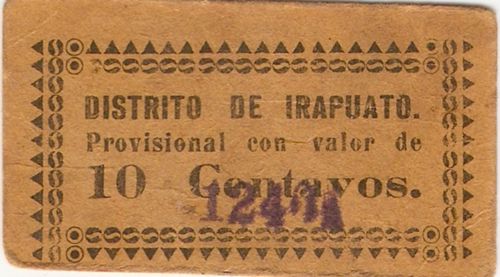 DISTRITO DE IRAPUATO.
Provisional con valor de
10 Centavos.